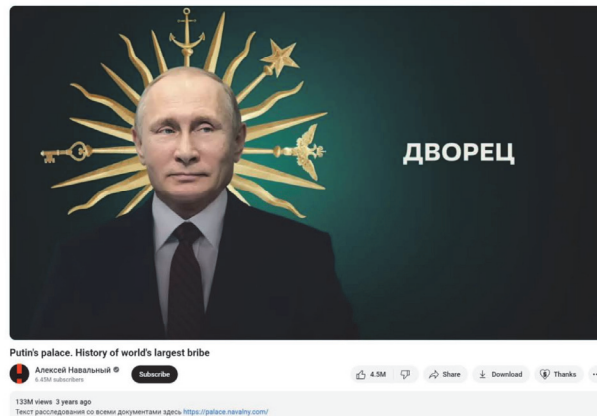 ДВОРЕЦ
Putin's palace. History of world's largest bribe
Алексей Навальный
6.45M subscribers
Subscribe
4.5M
Share
Download
Thanks
133M views 3 years ago
Текст расследования со всеми документами здесь https://palace.navalny.com/